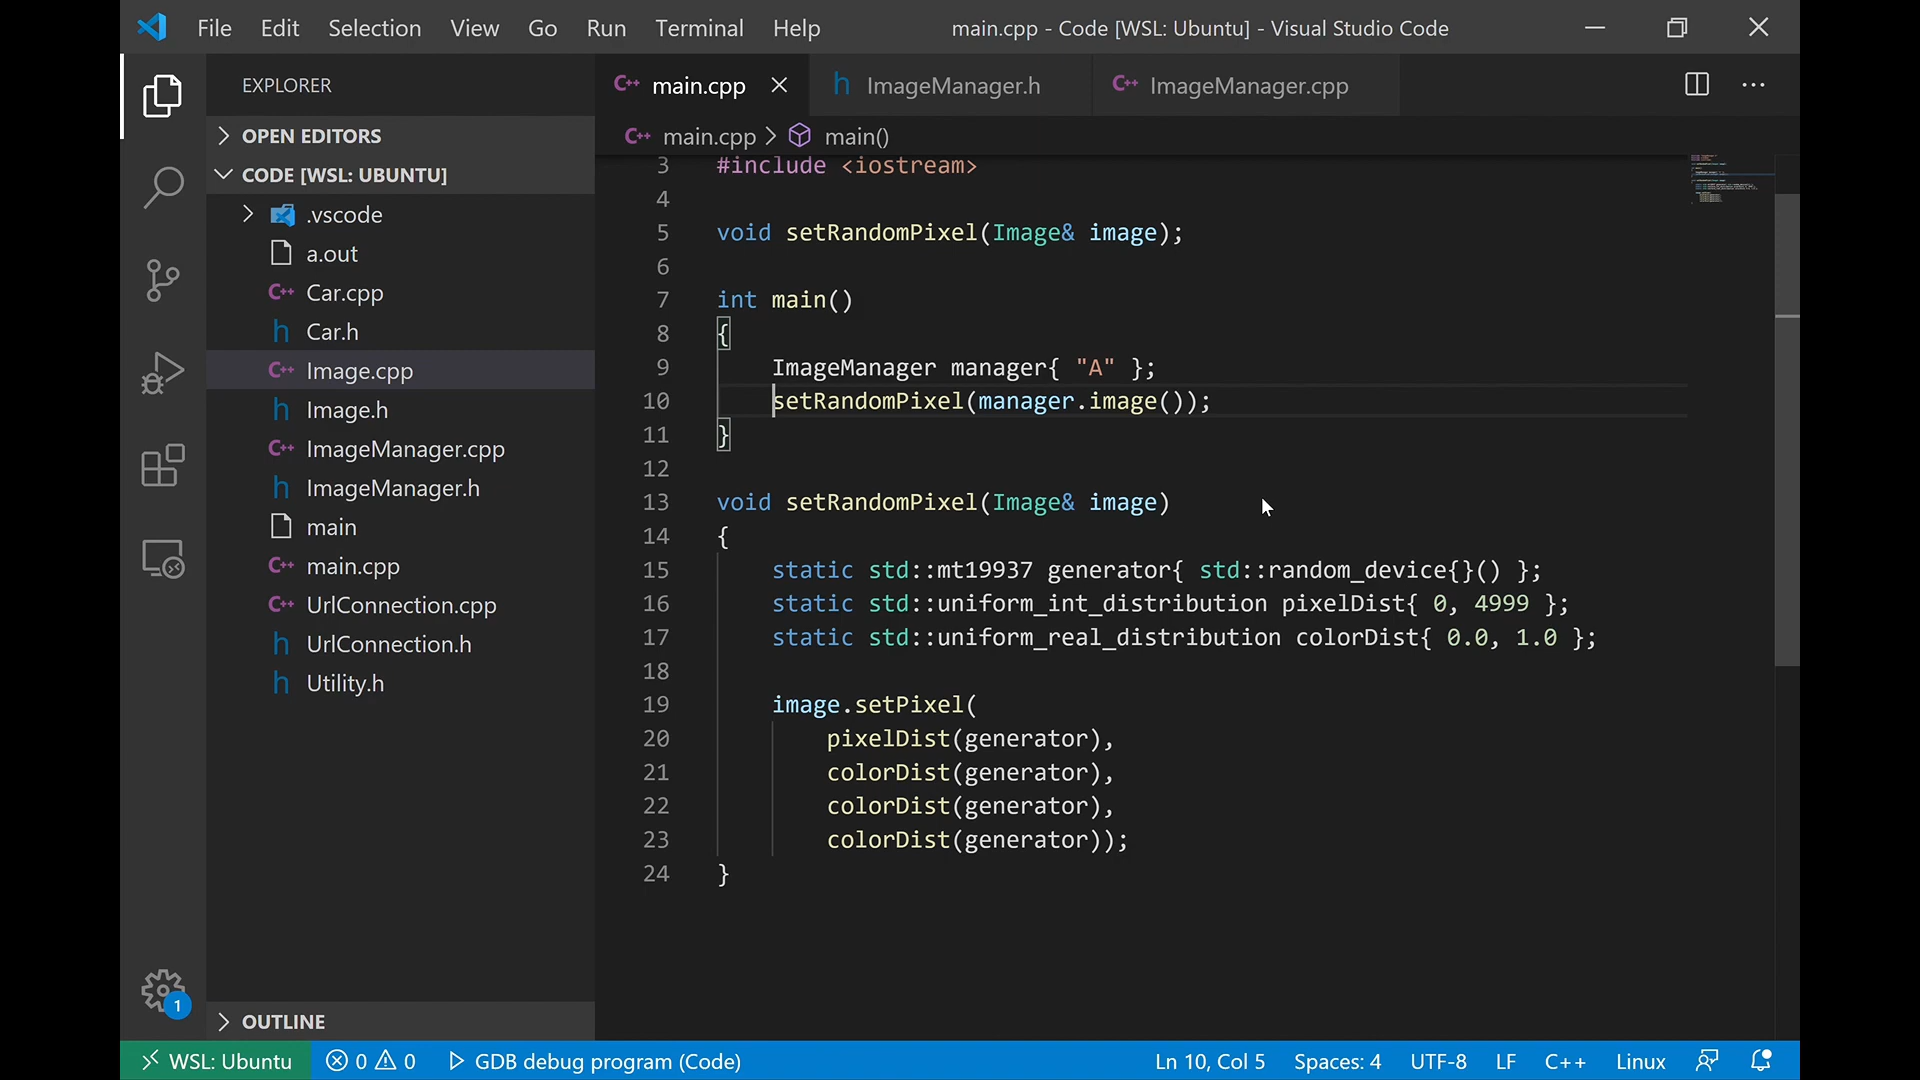 File Edit Selection View Go Run Terminal Help main.cpp - Code [WSL: Ubuntu] - Visual Studio Code
EXPLORER
OPEN EDITORS
CODE [WSL: UBUNTU]
.vscode
a.out
C++ Car.cpp
h Car.h
C++ Image.cpp
h Image.h
C++ ImageManager.cpp
h ImageManager.h
main
C++ main.cpp
C++ UrlConnection.cpp
h UrlConnection.h
h Utility.h
OUTLINE
1
C++ main.cpp h ImageManager.h C++ ImageManager.cpp
C++ main.cpp > main()
3 #include <iostream>
4
5 void setRandomPixel(Image& image);
6
7 int main()
8 {
9     ImageManager manager{ "A" };
10     setRandomPixel(manager.image());
11 }
12
13 void setRandomPixel(Image& image)
14 {
15     static std::mt19937 generator{ std::random_device{}() };
16     static std::uniform_int_distribution pixelDist{ 0, 4999 };
17     static std::uniform_real_distribution colorDist{ 0.0, 1.0 };
18
19     image.setPixel(
20         pixelDist(generator),
21         colorDist(generator),
22         colorDist(generator),
23         colorDist(generator));
24 }
WSL: Ubuntu 0 0 GDB debug program (Code) Ln 10, Col 5 Spaces: 4 UTF-8 LF C++ Linux